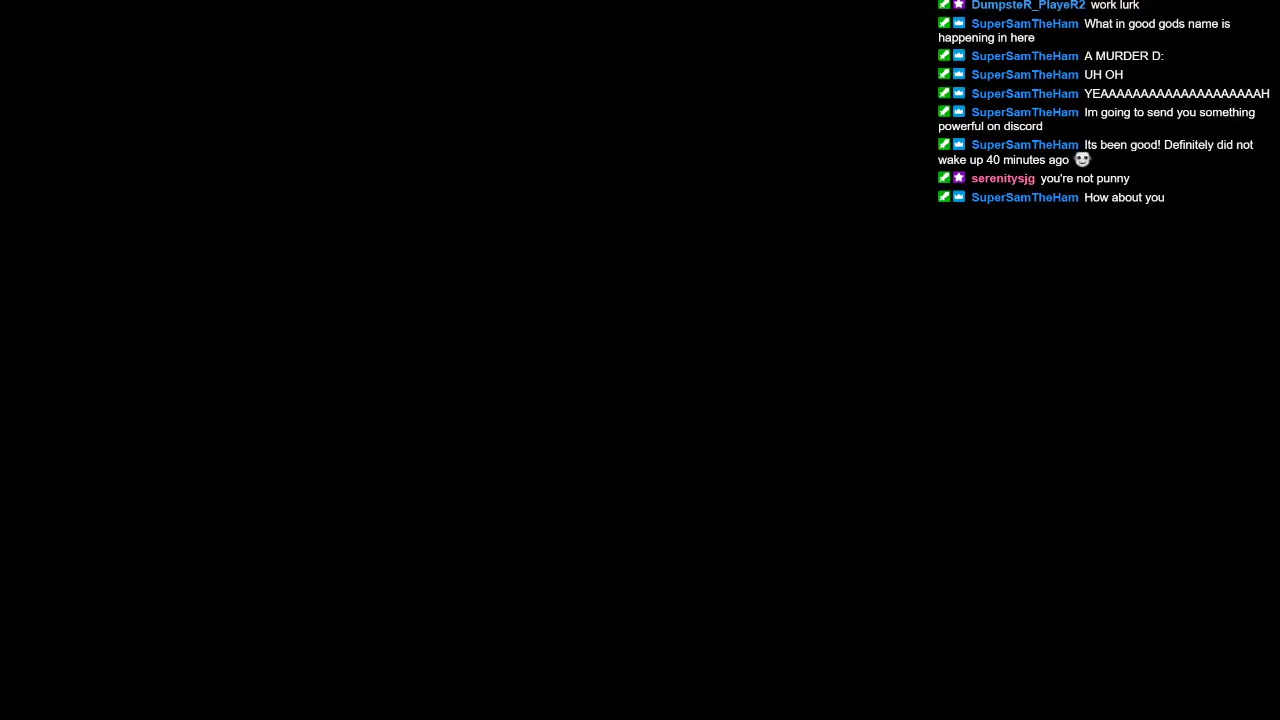 DumpsteR_PlayeR2 work lurk
SuperSamTheHam What in good gods name is
happening in here
SuperSamTheHam A MURDER D:
SuperSamTheHam UH OH
SuperSamTheHam YEAAAAAAAAAAAAAAAAAAAAH
SuperSamTheHam Im going to send you something
powerful on discord
SuperSamTheHam Its been good! Definitely did not
wake up 40 minutes ago
serenitysjg you're not punny
SuperSamTheHam How about you